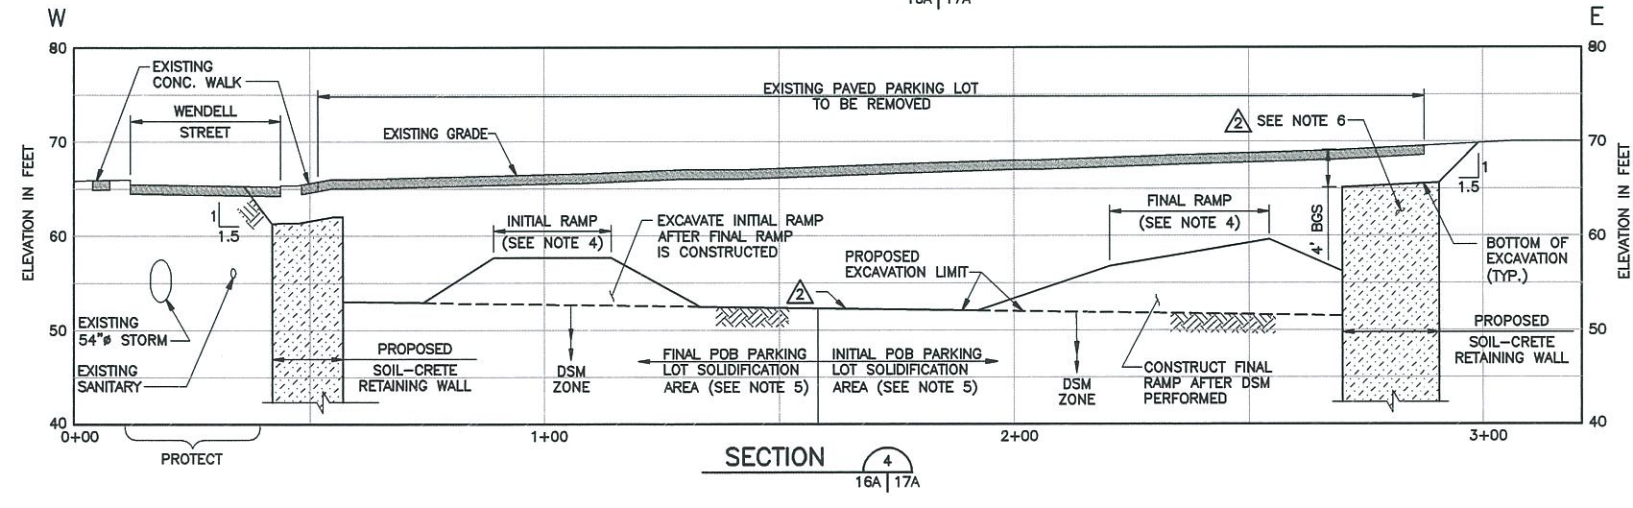 16A 17A
W
E
80
80
EXISTING
CONC. WALK
WENDELL
STREET
EXISTING PAVED PARKING LOT
TO BE REMOVED
EXISTING GRADE
2
SEE NOTE 6
70
70
1
1.5
ELEVATION IN FEET
ELEVATION IN FEET
1
1.5
INITIAL RAMP
(SEE NOTE 4)
EXCAVATE INITIAL RAMP
AFTER FINAL RAMP
IS CONSTRUCTED
FINAL RAMP
(SEE NOTE 4)
4' BGS
60
60
PROPOSED
EXCAVATION LIMIT
BOTTOM OF
EXCAVATION
(TYP.)
2
EXISTING
54"ø STORM
50
50
EXISTING
SANITARY
PROPOSED
SOIL-CRETE
RETAINING WALL
DSM
ZONE
FINAL POB PARKING
LOT SOLIDIFICATION
AREA (SEE NOTE 5)
INITIAL POB PARKING
LOT SOLIDIFICATION
AREA (SEE NOTE 5)
DSM
ZONE
CONSTRUCT FINAL
RAMP AFTER DSM
PERFORMED
PROPOSED
SOIL-CRETE
RETAINING WALL
40
40
0+00
1+00
2+00
3+00
PROTECT
SECTION
4
16A 17A